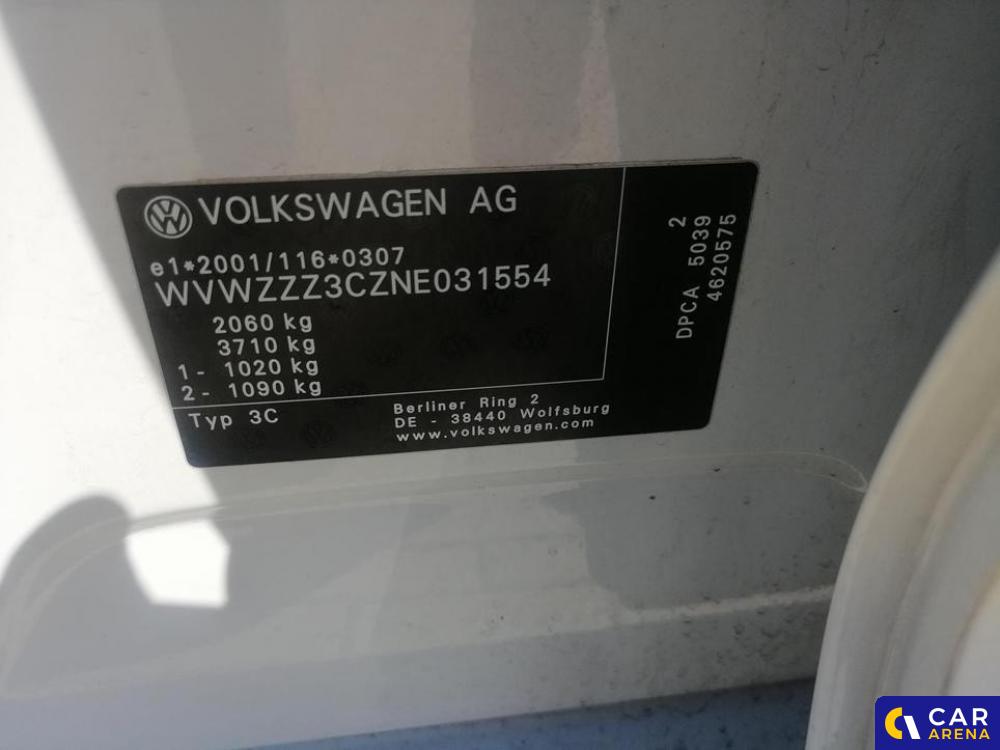 VOLKSWAGEN AG
e1*2001/116*0307
WVWZZZ3CZNE031554
2060 kg
3710 kg
1 - 1020 kg
2 - 1090 kg
Typ 3C
Berliner Ring 2
DE - 38440 Wolfsburg
www.volkswagen.com
2
DPCA 5039
4620575
CAR
ARENA